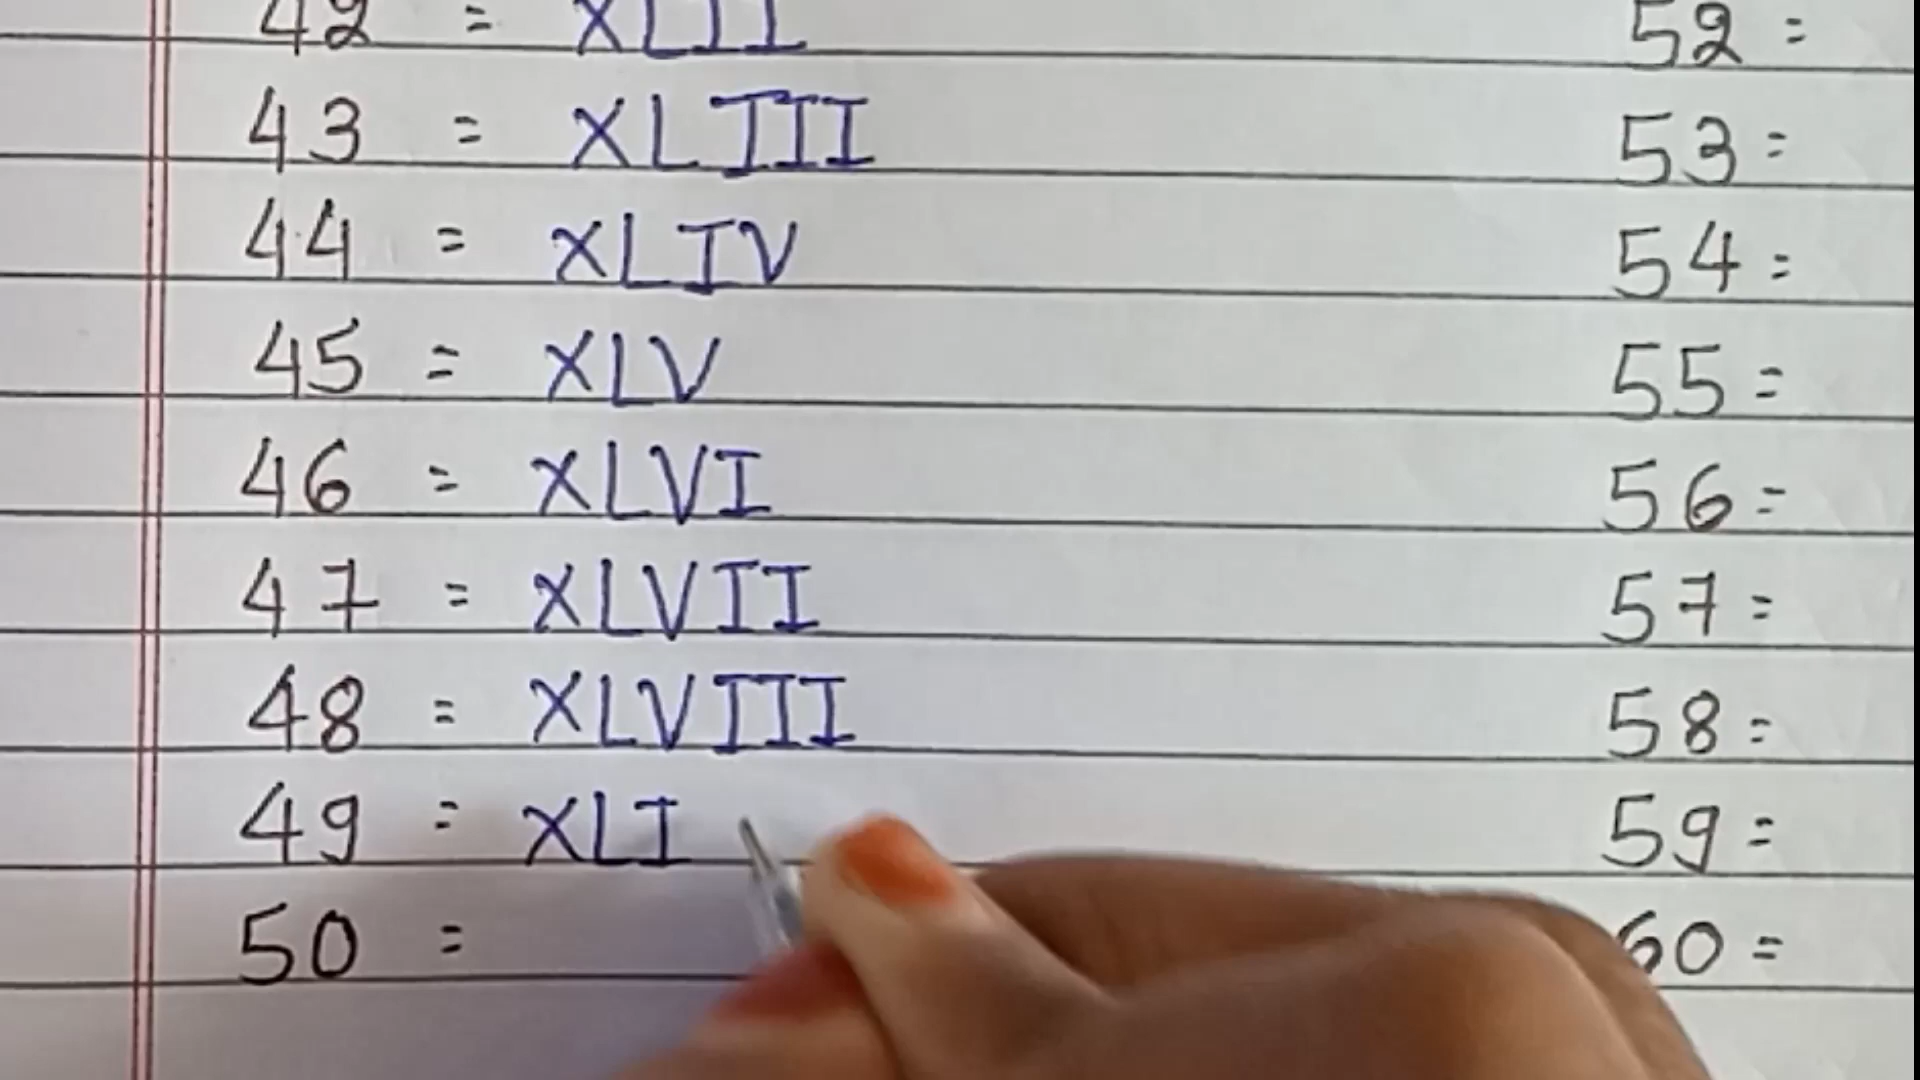 42 = XLII 52 =
43 = XLIII 53 =
44 = XLIV 54 =
45 = XLV 55 =
46 = XLVI 56 =
47 = XLVII 57 =
48 = XLVIII 58 =
49 = XLI 59 =
50 = 60 =